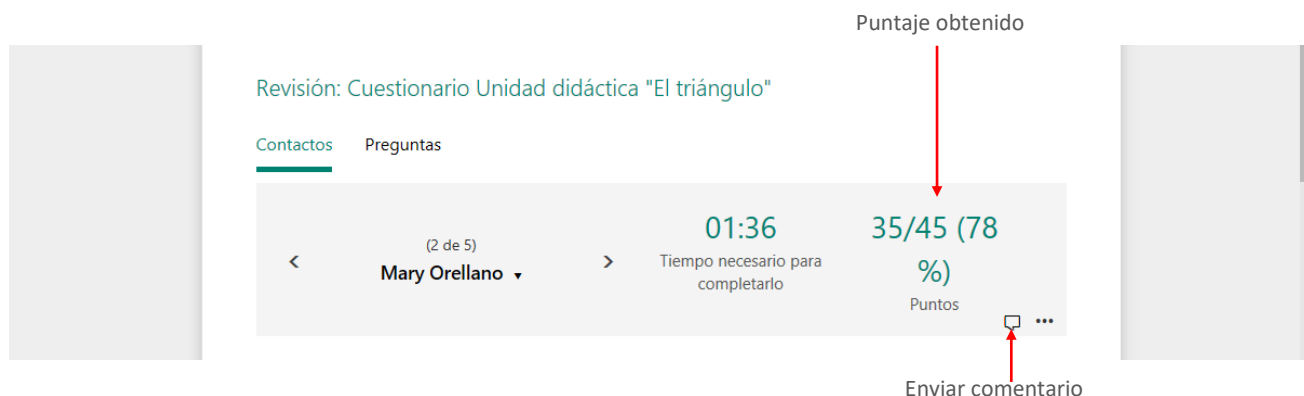 Puntaje obtenido
Revisión: Cuestionario Unidad didáctica "El triángulo"
Contactos Preguntas
(2 de 5)
Mary Orellano
01:36
Tiempo necesario para
completarlo
35/45 (78
%)
Puntos
Enviar comentario